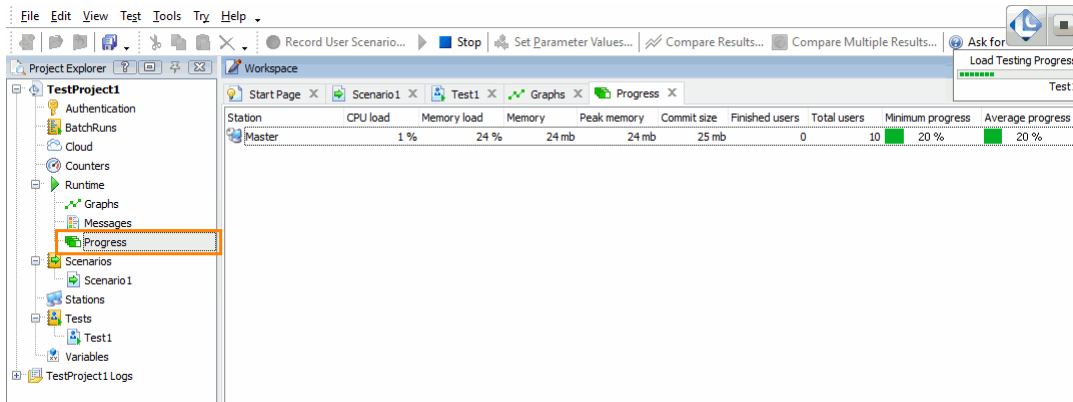 File Edit View Test Tools Try Help
Record User Scenario... Stop Set Parameter Values... Compare Results... Compare Multiple Results... Ask for
Load Testing Progress
Test1
Project Explorer
TestProject1
Authentication
BatchRuns
Cloud
Counters
Runtime
Graphs
Messages
Progress
Scenarios
Scenario1
Stations
Tests
Test1
Variables
TestProject1 Logs
Workspace
Start Page Scenario1 Test1 Graphs Progress
Station CPU load Memory load Memory Peak memory Commit size Finished users Total users Minimum progress Average progress
Master 1 % 24 % 24 mb 24 mb 25 mb 0 10 20 % 20 %